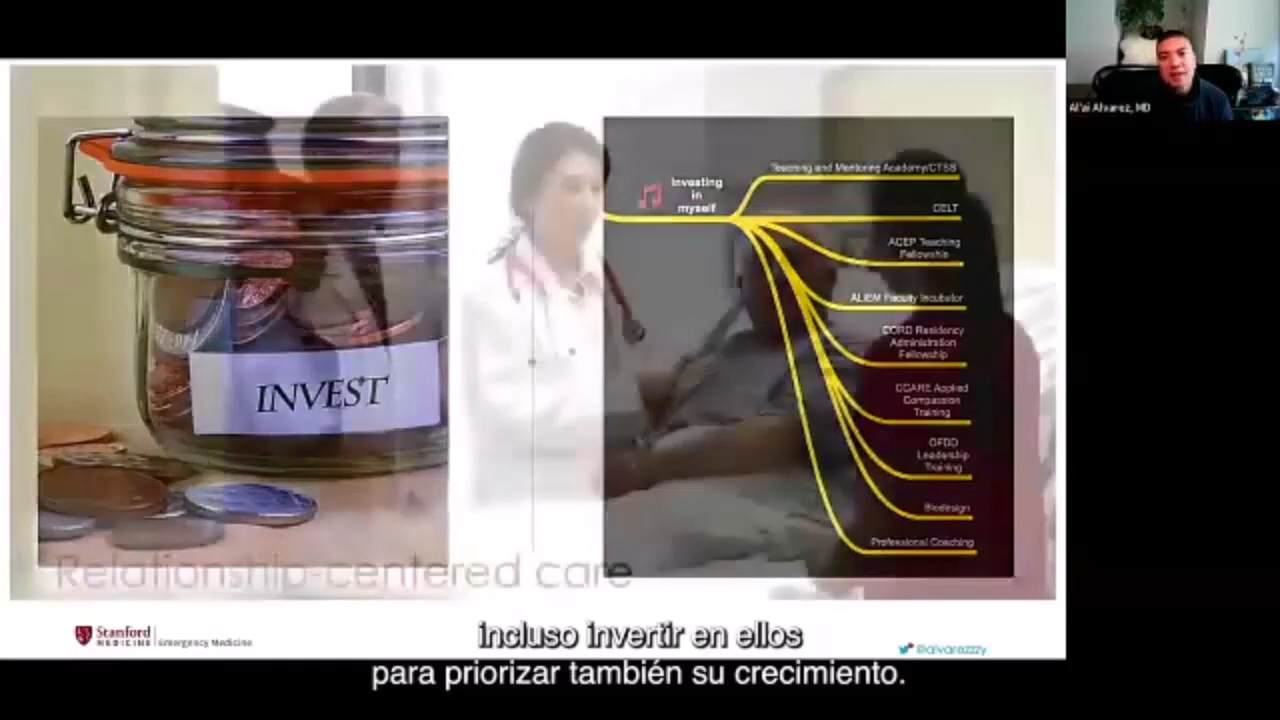 Al'ai Alvarez, MD
Investing
in
myself
Teaching and Mentoring Academy/CTSS
CELT
ACEP Teaching
Fellowship
ALiEM Faculty Incubator
CORD Residency
Administration
Fellowship
CCARE Applied
Compassion
Training
OFDD
Leadership
Training
Biodesign
Professional Coaching
INVEST
Relationship-centered care
Stanford
MEDICINE
Emergency Medicine
@alvarezzzy
incluso invertir en ellos
para priorizar también su crecimiento.